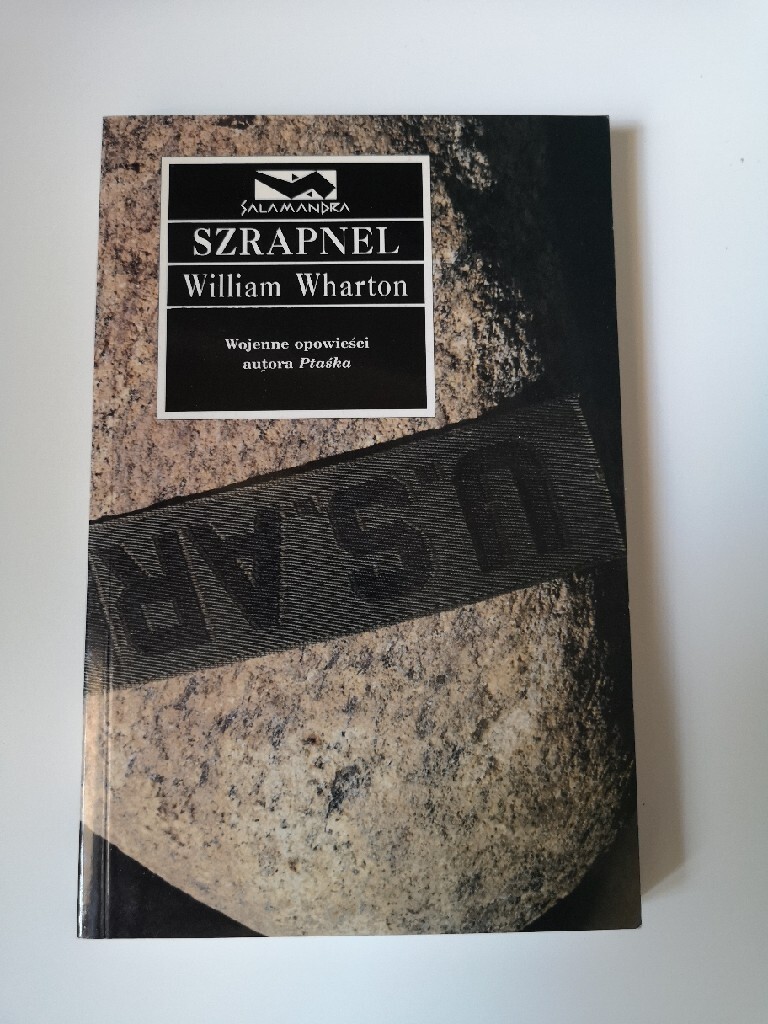 SALAMANDRA
SZRAPNEL
William Wharton
Wojenne opowieści
autora Ptaśka
U.S. AR